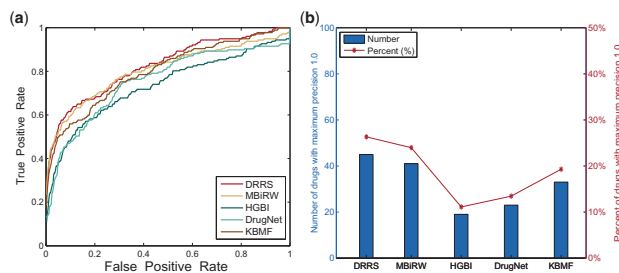 (a)
1
0.8
0.6
0.4
0.2
0
True Positive Rate
0 0.2 0.4 0.6 0.8 1
False Positive Rate
DRRS
MBiRW
HGBI
DrugNet
KBMF
(b)
100
80
60
40
20
0
Number of drugs with maximum precision 1.0
Number
Percent (%)
50%
40%
30%
20%
10%
0
Percent of drugs with maximum precision 1.0
DRRS MBiRW HGBI DrugNet KBMF